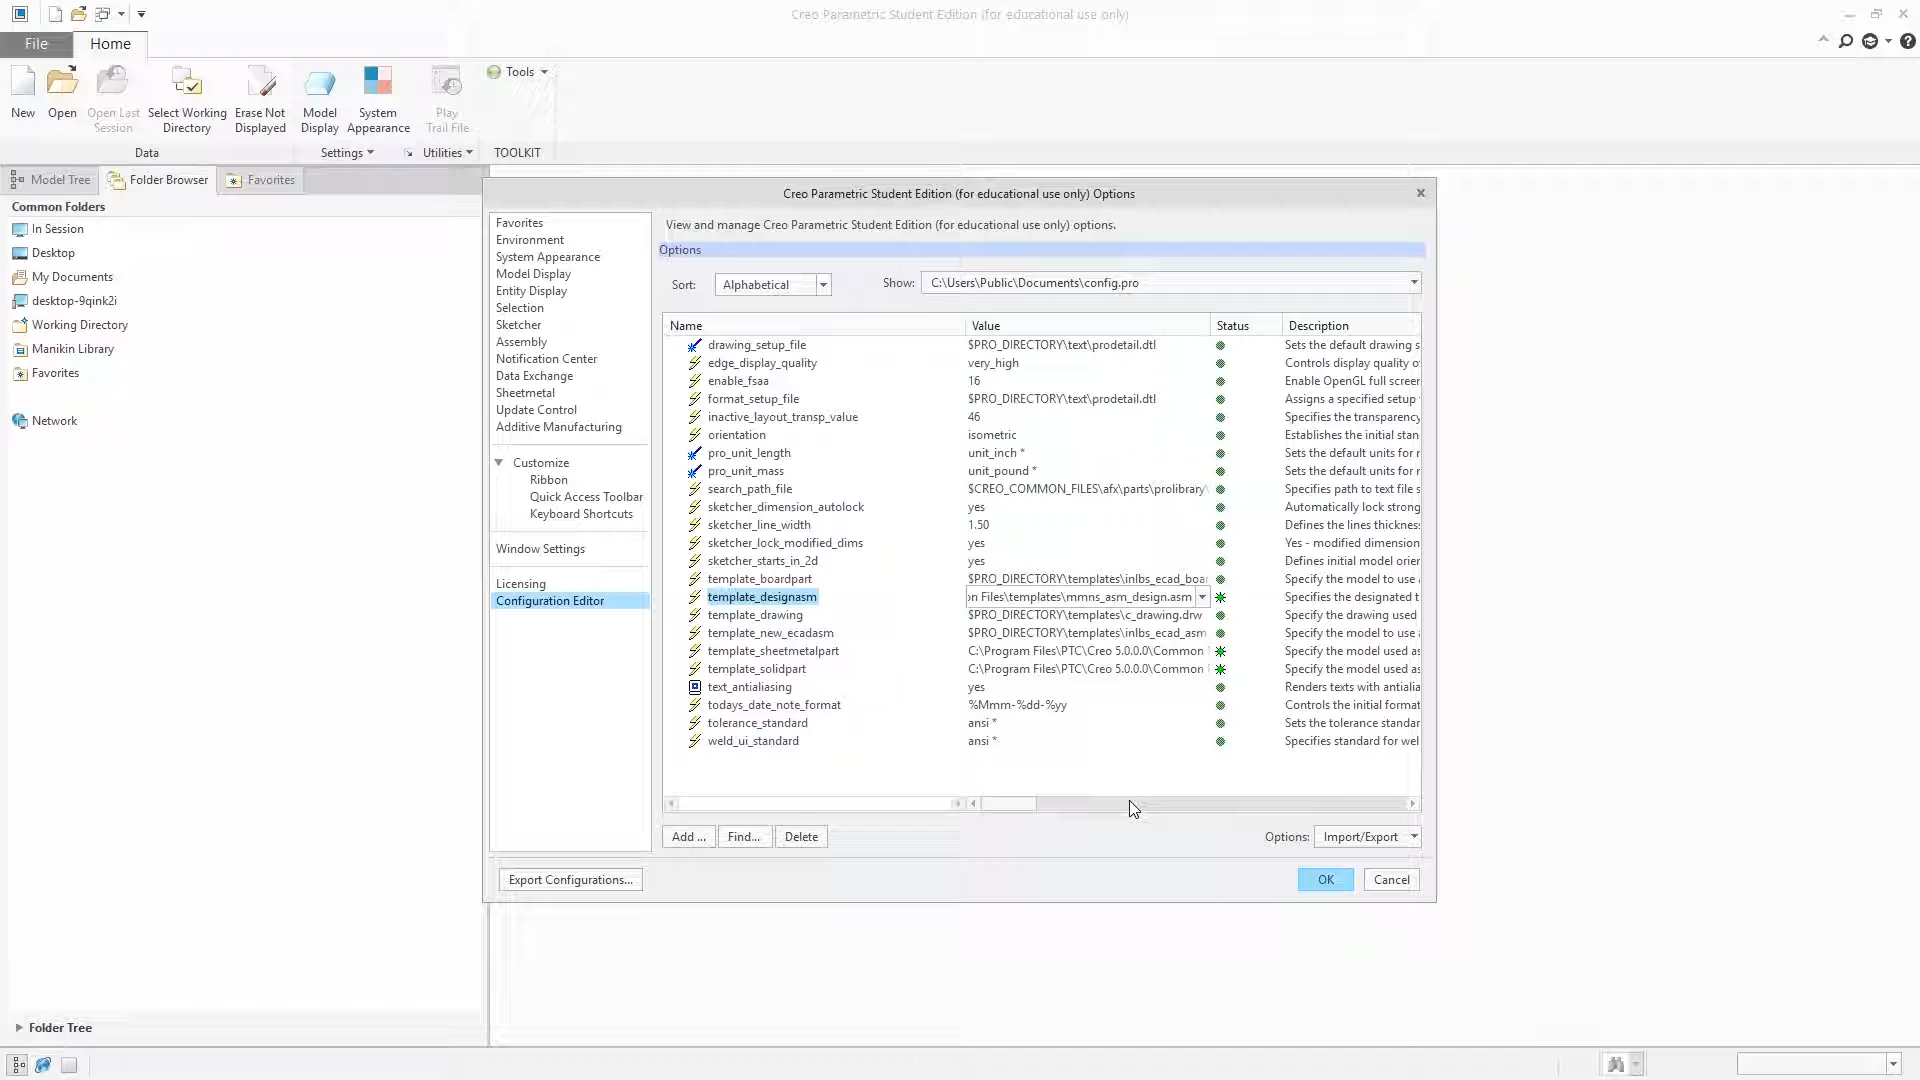 Creo Parametric Student Edition (for educational use only)
File
Home
New
Open
Open Last
Session
Select Working
Directory
Erase Not
Displayed
Model
Display
System
Appearance
Play
Trail File
Tools
Data
Settings
Utilities
TOOLKIT
Model Tree
Folder Browser
Favorites
Common Folders
In Session
Desktop
My Documents
desktop-9qink2i
Working Directory
Manikin Library
Favorites
Network
Folder Tree
Creo Parametric Student Edition (for educational use only) Options
Favorites
Environment
System Appearance
Model Display
Entity Display
Selection
Sketcher
Assembly
Notification Center
Data Exchange
Sheetmetal
Update Control
Additive Manufacturing
Customize
Ribbon
Quick Access Toolbar
Keyboard Shortcuts
Window Settings
Licensing
Configuration Editor
View and manage Creo Parametric Student Edition (for educational use only) options.
Options
Sort: Alphabetical Show: C:\Users\Public\Documents\config.pro
Name Value Status Description
drawing_setup_file $PRO_DIRECTORY\text\prodetail.dtl Sets the default drawing s
edge_display_quality very_high Controls display quality o
enable_fsaa 16 Enable OpenGL full screer
format_setup_file $PRO_DIRECTORY\text\prodetail.dtl Assigns a specified setup
inactive_layout_transp_value 46 Specifies the transparency
orientation isometric Establishes the initial stan
pro_unit_length unit_inch * Sets the default units for r
pro_unit_mass unit_pound * Sets the default units for r
search_path_file $CREO_COMMON_FILES\afx\parts\prolibrary\ Specifies path to text file s
sketcher_dimension_autolock yes Automatically lock strong
sketcher_line_width 1.50 Defines the lines thickness
sketcher_lock_modified_dims yes Yes - modified dimension
sketcher_starts_in_2d yes Defines initial model orien
template_boardpart $PRO_DIRECTORY\templates\inlbs_ecad_boar Specify the model to use a
template_designasm on Files\templates\mmns_asm_design.asm Specifies the designated t
template_drawing $PRO_DIRECTORY\templates\c_drawing.drw Specify the drawing used
template_new_ecadasm $PRO_DIRECTORY\templates\inlbs_ecad_asm Specify the model to use a
template_sheetmetalpart C:\Program Files\PTC\Creo 5.0.0.0\Common Specify the model used as
template_solidpart C:\Program Files\PTC\Creo 5.0.0.0\Common Specify the model used as
text_antialiasing yes Renders texts with antialia
todays_date_note_format %Mmm-%dd-%yy Controls the initial format
tolerance_standard ansi * Sets the tolerance standar
weld_ui_standard ansi * Specifies standard for wel
Add ... Find... Delete Options: Import/Export
Export Configurations... OK Cancel